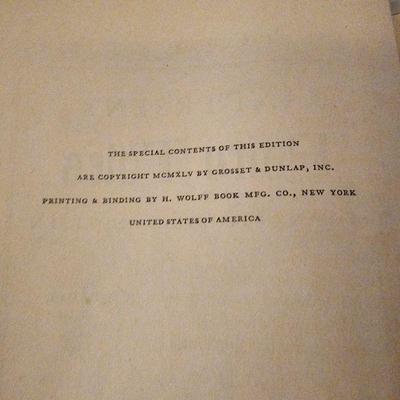 THE SPECIAL CONTENTS OF THIS EDITION
ARE COPYRIGHT MCMXLV BY GROSSET & DUNLAP, INC.
PRINTING & BINDING BY H. WOLFF BOOK MFG. CO., NEW YORK
UNITED STATES OF AMERICA